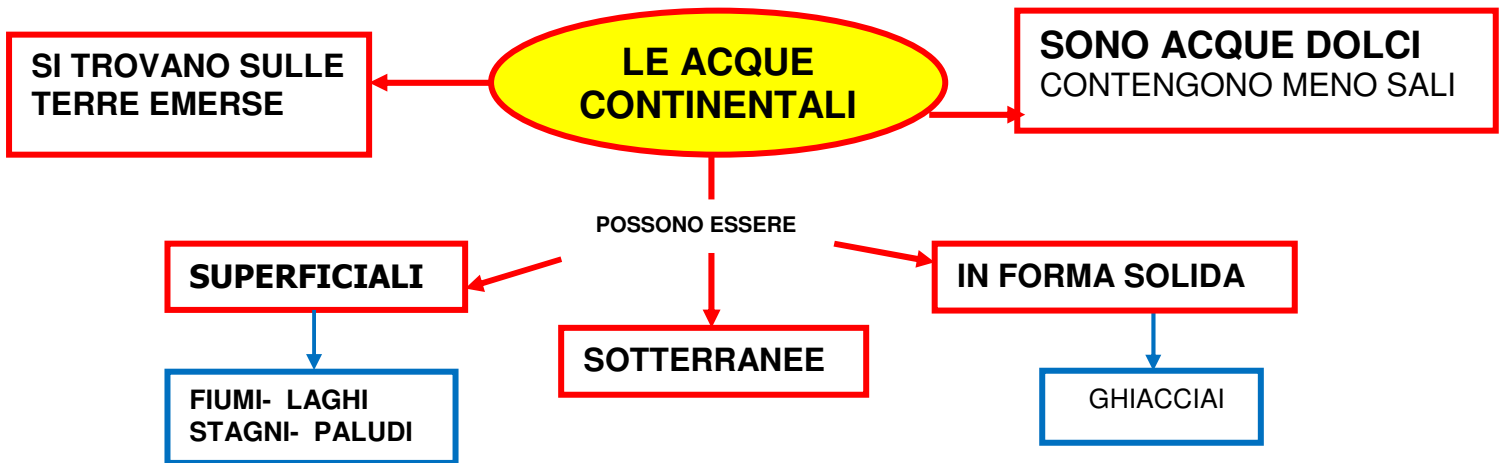 LE ACQUE
CONTINENTALI
SI TROVANO SULLE
TERRE EMERSE
SONO ACQUE DOLCI
CONTENGONO MENO SALI
POSSONO ESSERE
SUPERFICIALI
SOTTERRANEE
IN FORMA SOLIDA
FIUMI- LAGHI
STAGNI- PALUDI
GHIACCIAI